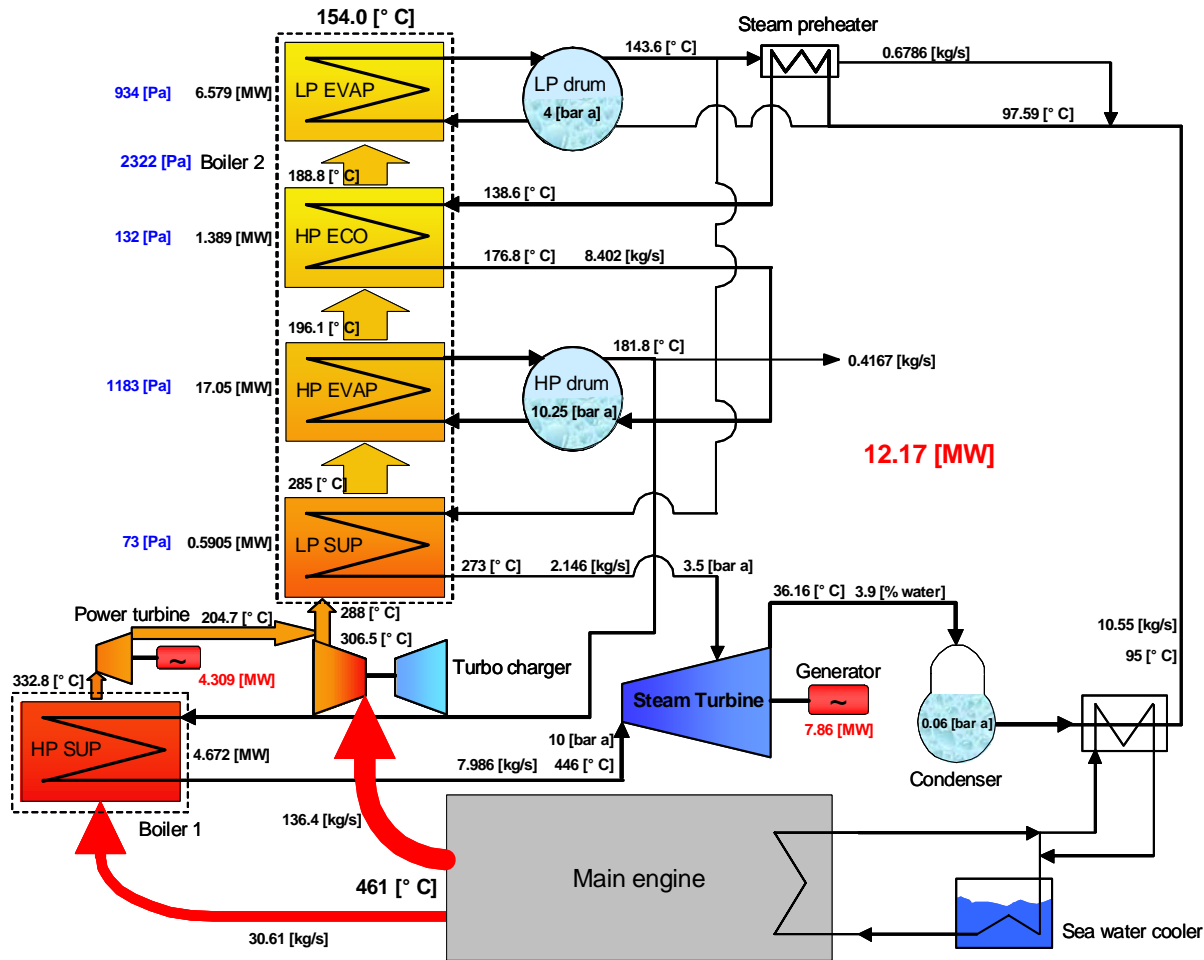 154.0 [° C]
Steam preheater
143.6 [° C]
0.6786 [kg/s]
934 [Pa]
6.579 [MW]
LP EVAP
LP drum
4 [bar a]
97.59 [° C]
2322 [Pa]
Boiler 2
188.8 [° C]
138.6 [° C]
132 [Pa]
1.389 [MW]
HP ECO
176.8 [° C]
8.402 [kg/s]
196.1 [° C]
181.8 [° C]
0.4167 [kg/s]
1183 [Pa]
17.05 [MW]
HP EVAP
HP drum
10.25 [bar a]
12.17 [MW]
285 [° C]
73 [Pa]
0.5905 [MW]
LP SUP
273 [° C]
2.146 [kg/s]
3.5 [bar a]
36.16 [° C]
3.9 [% water]
Power turbine
204.7 [° C]
288 [° C]
306.5 [° C]
10.55 [kg/s]
95 [° C]
Turbo charger
~
4.309 [MW]
332.8 [° C]
Steam Turbine
Generator
~
7.86 [MW]
0.06 [bar a]
Condenser
HP SUP
4.672 [MW]
10 [bar a]
7.986 [kg/s]
446 [° C]
Boiler 1
136.4 [kg/s]
461 [° C]
Main engine
30.61 [kg/s]
Sea water cooler